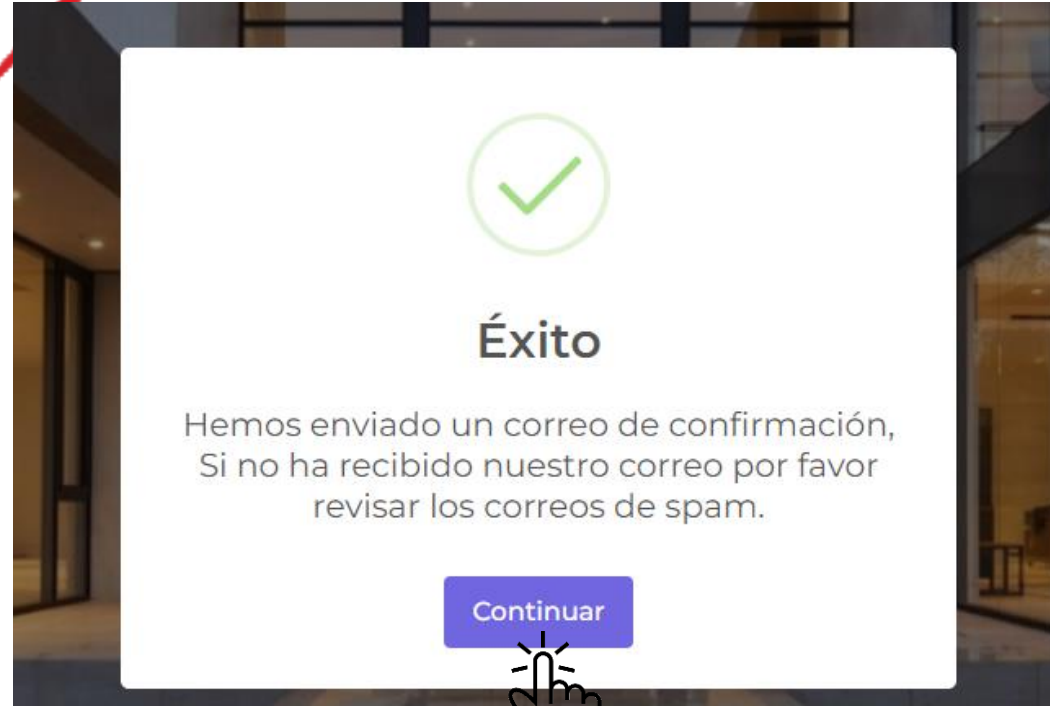 Éxito
Hemos enviado un correo de confirmación,
Si no ha recibido nuestro correo por favor
revisar los correos de spam.
Continuar